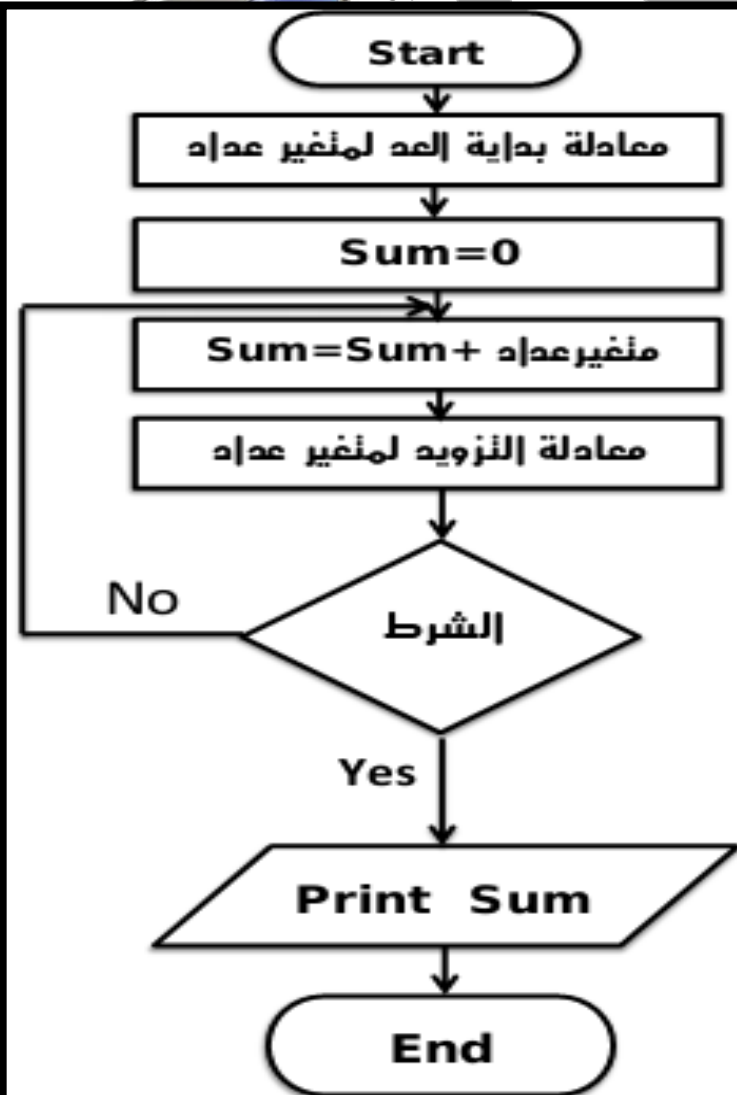 Start
معادلة بداية العد لمتغير عداد
Sum=0
Sum=Sum+ متغيرعداد
معادلة التزويد لمتغير عداد
الشرط
No
Yes
Print Sum
End